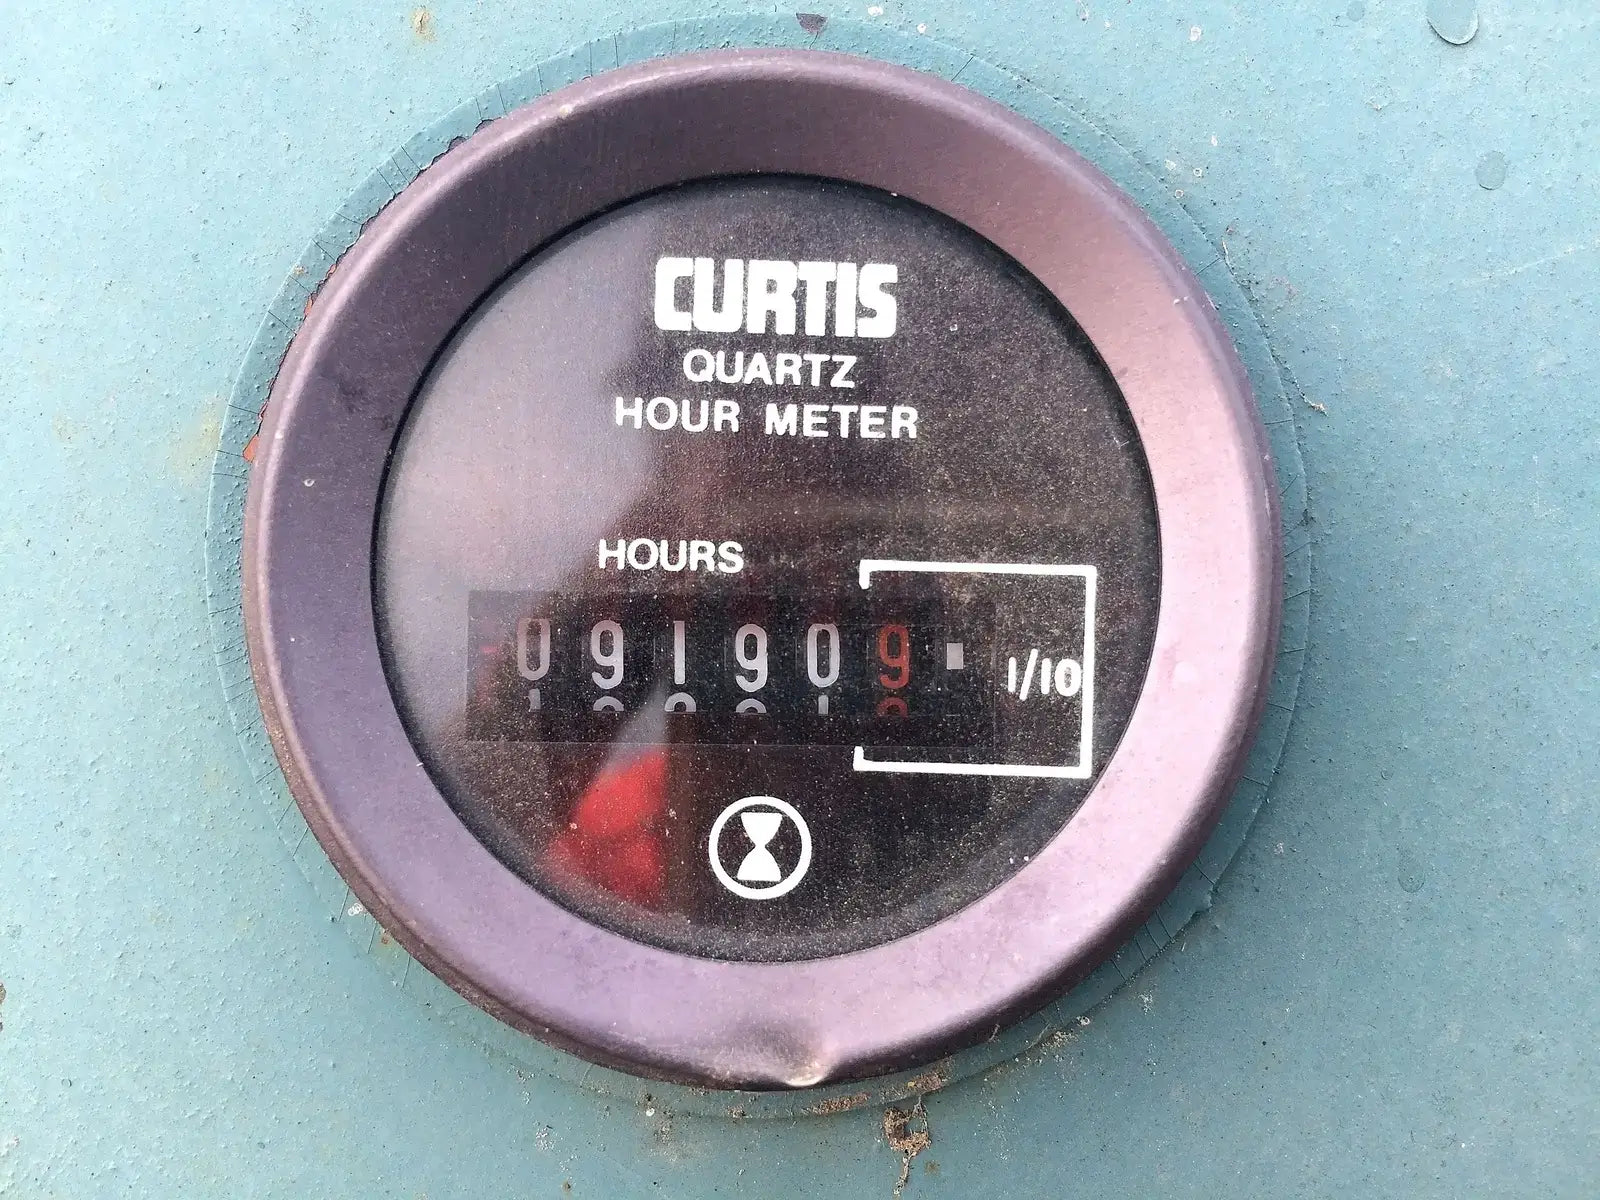 CURTIS
QUARTZ
HOUR METER
HOURS
091909 1/10